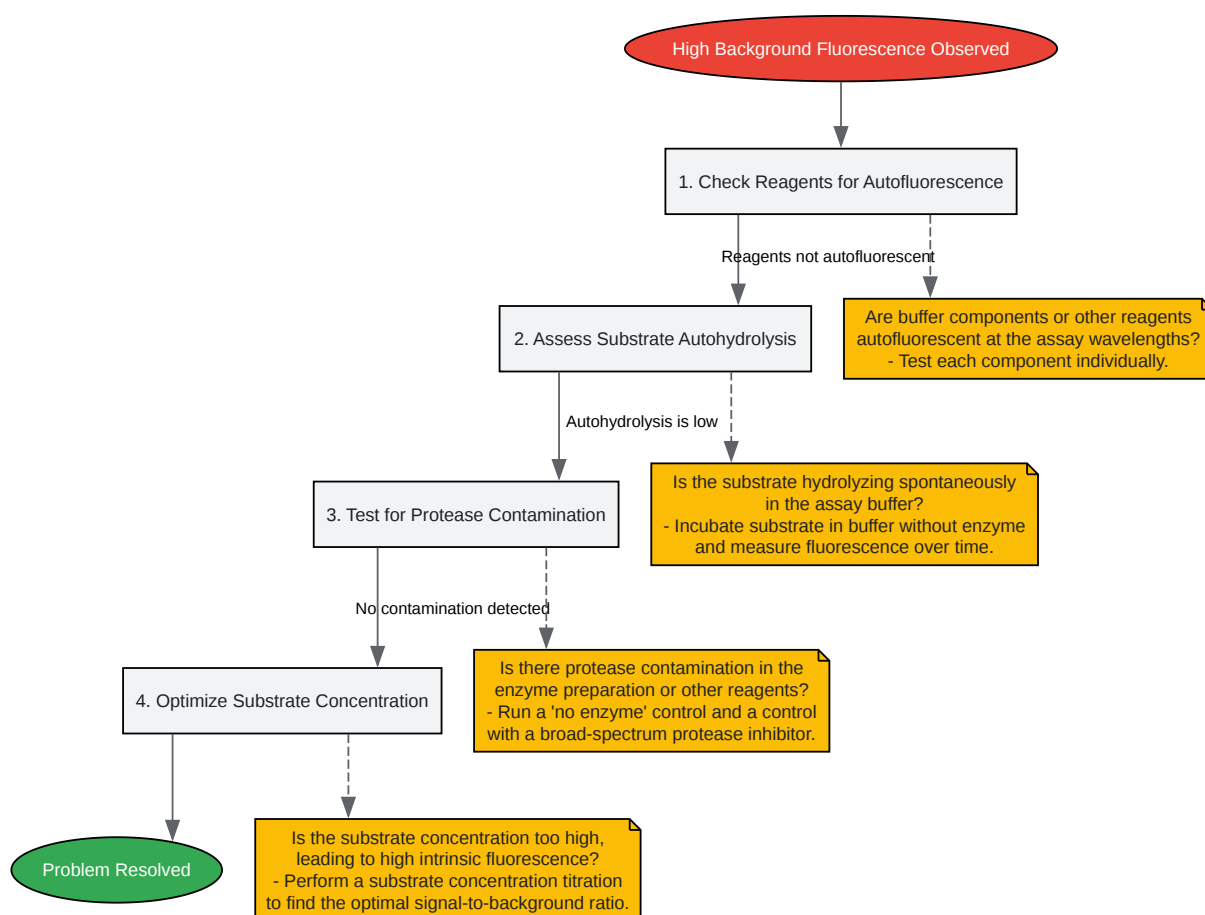 High Background Fluorescence Observed
1. Check Reagents for Autofluorescence
Reagents not autofluorescent
2. Assess Substrate Autohydrolysis
Are buffer components or other reagents
autofluorescent at the assay wavelengths?
- Test each component individually.
Autohydrolysis is low
3. Test for Protease Contamination
Is the substrate hydrolyzing spontaneously
in the assay buffer?
- Incubate substrate in buffer without enzyme
and measure fluorescence over time.
No contamination detected
4. Optimize Substrate Concentration
Is there protease contamination in the
enzyme preparation or other reagents?
- Run a 'no enzyme' control and a control
with a broad-spectrum protease inhibitor.
Problem Resolved
Is the substrate concentration too high,
leading to high intrinsic fluorescence?
- Perform a substrate concentration titration
to find the optimal signal-to-background ratio.